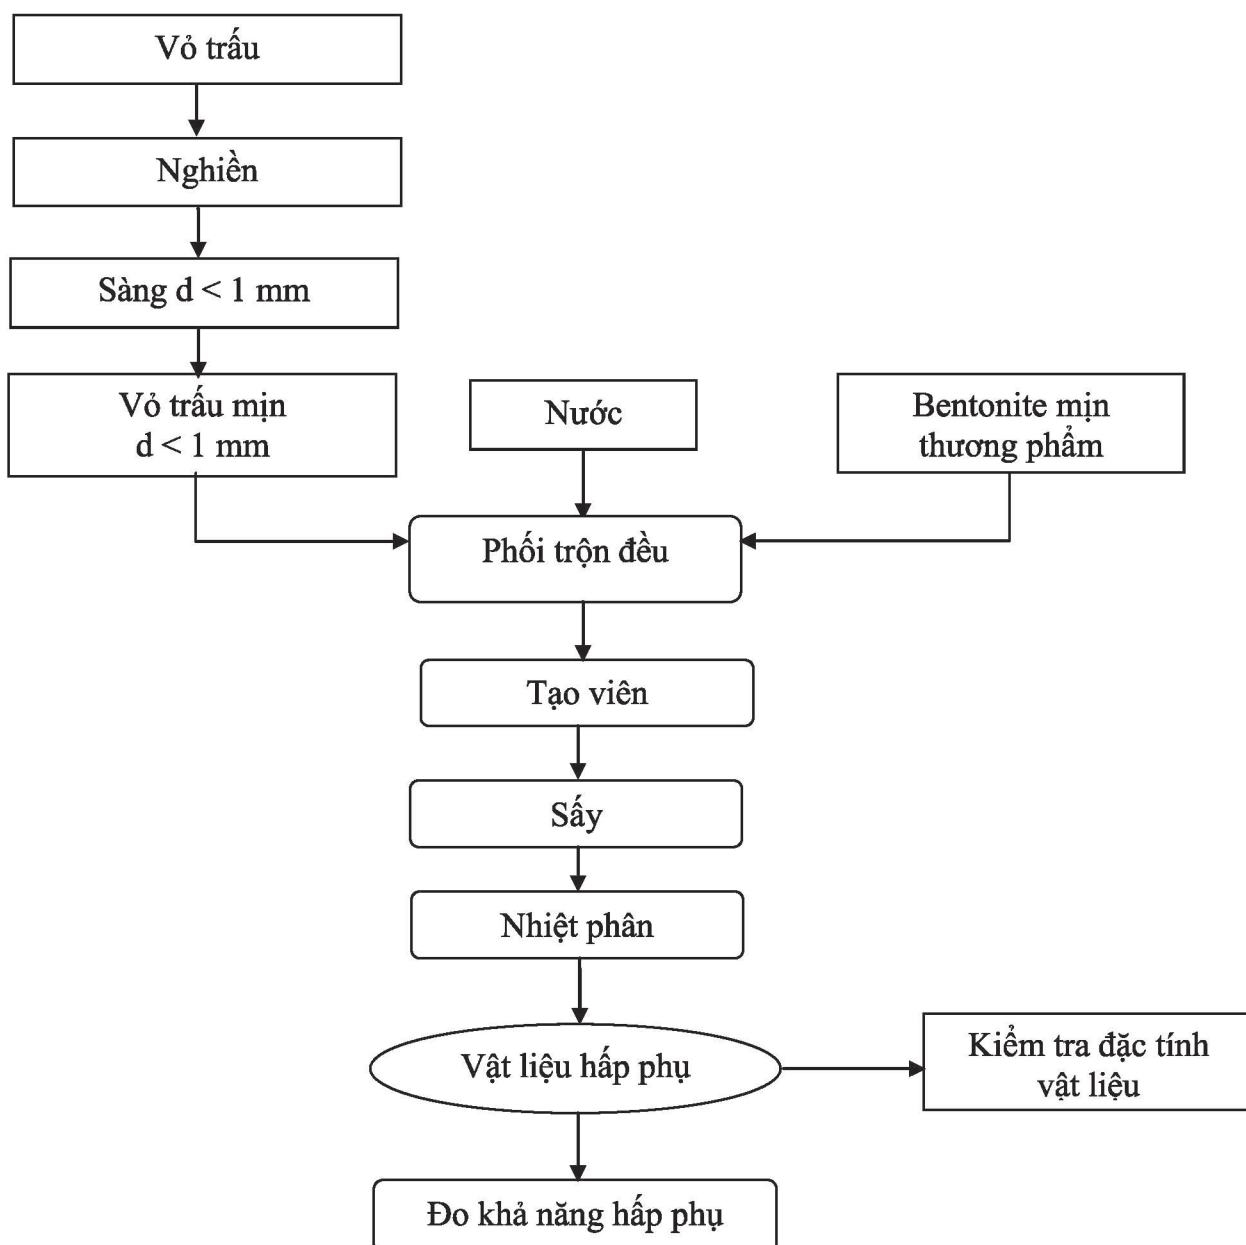 Vỏ trấu
Nghiền
Sàng d < 1 mm
Vỏ trấu mịn
d < 1 mm
Nước
Bentonite mịn
thương phẩm
Phối trộn đều
Tạo viên
Sấy
Nhiệt phân
Vật liệu hấp phụ
Kiểm tra đặc tính
vật liệu
Đo khả năng hấp phụ